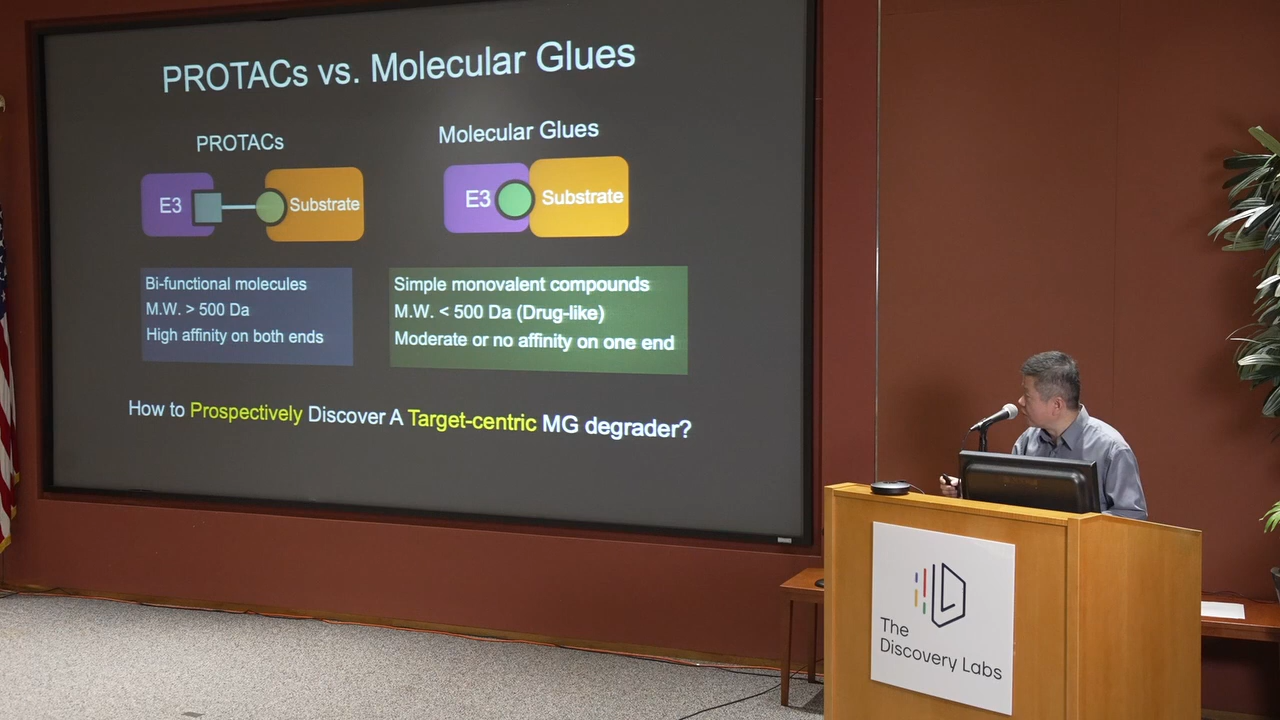 PROTACs vs. Molecular Glues
PROTACs
Molecular Glues
E3
Substrate
E3
Substrate
Bi-functional molecules
M.W. > 500 Da
High affinity on both ends
Simple monovalent compounds
M.W. < 500 Da (Drug-like)
Moderate or no affinity on one end
How to Prospectively Discover A Target-centric MG degrader?
The
Discovery Labs